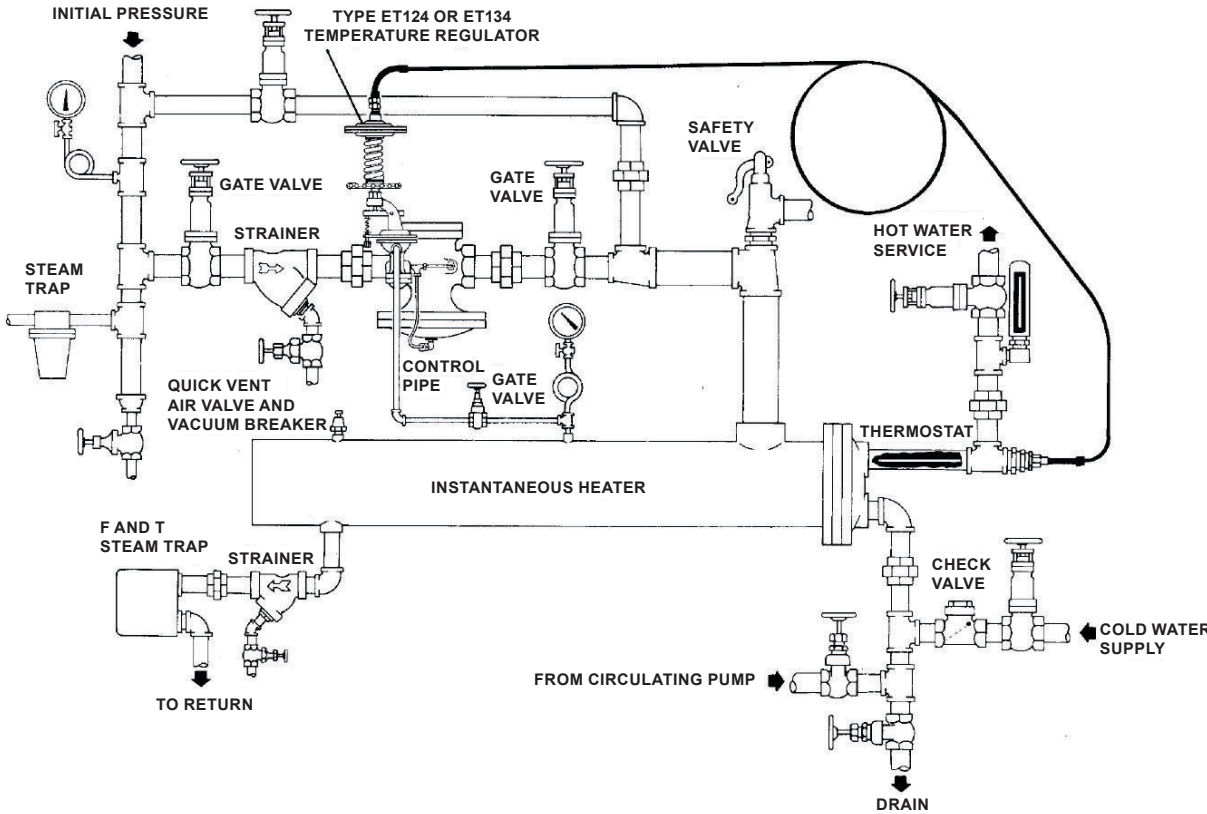 INITIAL PRESSURE
TYPE ET124 OR ET134
TEMPERATURE REGULATOR
SAFETY
VALVE
GATE VALVE
GATE
VALVE
STRAINER
HOT WATER
SERVICE
STEAM
TRAP
CONTROL
PIPE
GATE
VALVE
QUICK VENT
AIR VALVE AND
VACUUM BREAKER
THERMOSTAT
INSTANTANEOUS HEATER
F AND T
STEAM TRAP
STRAINER
CHECK
VALVE
COLD WATER
SUPPLY
FROM CIRCULATING PUMP
TO RETURN
DRAIN